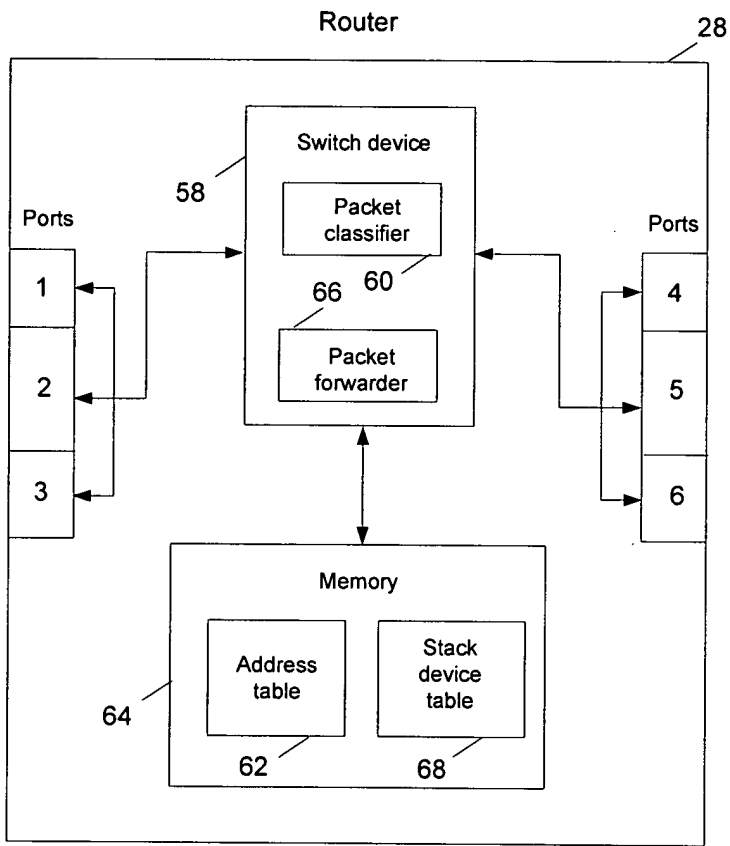 Router
28
Switch device
58
Packet
classifier
60
Ports
Ports
1
2
3
4
5
6
66
Packet
forwarder
Memory
Address
table
Stack
device
table
64
62
68